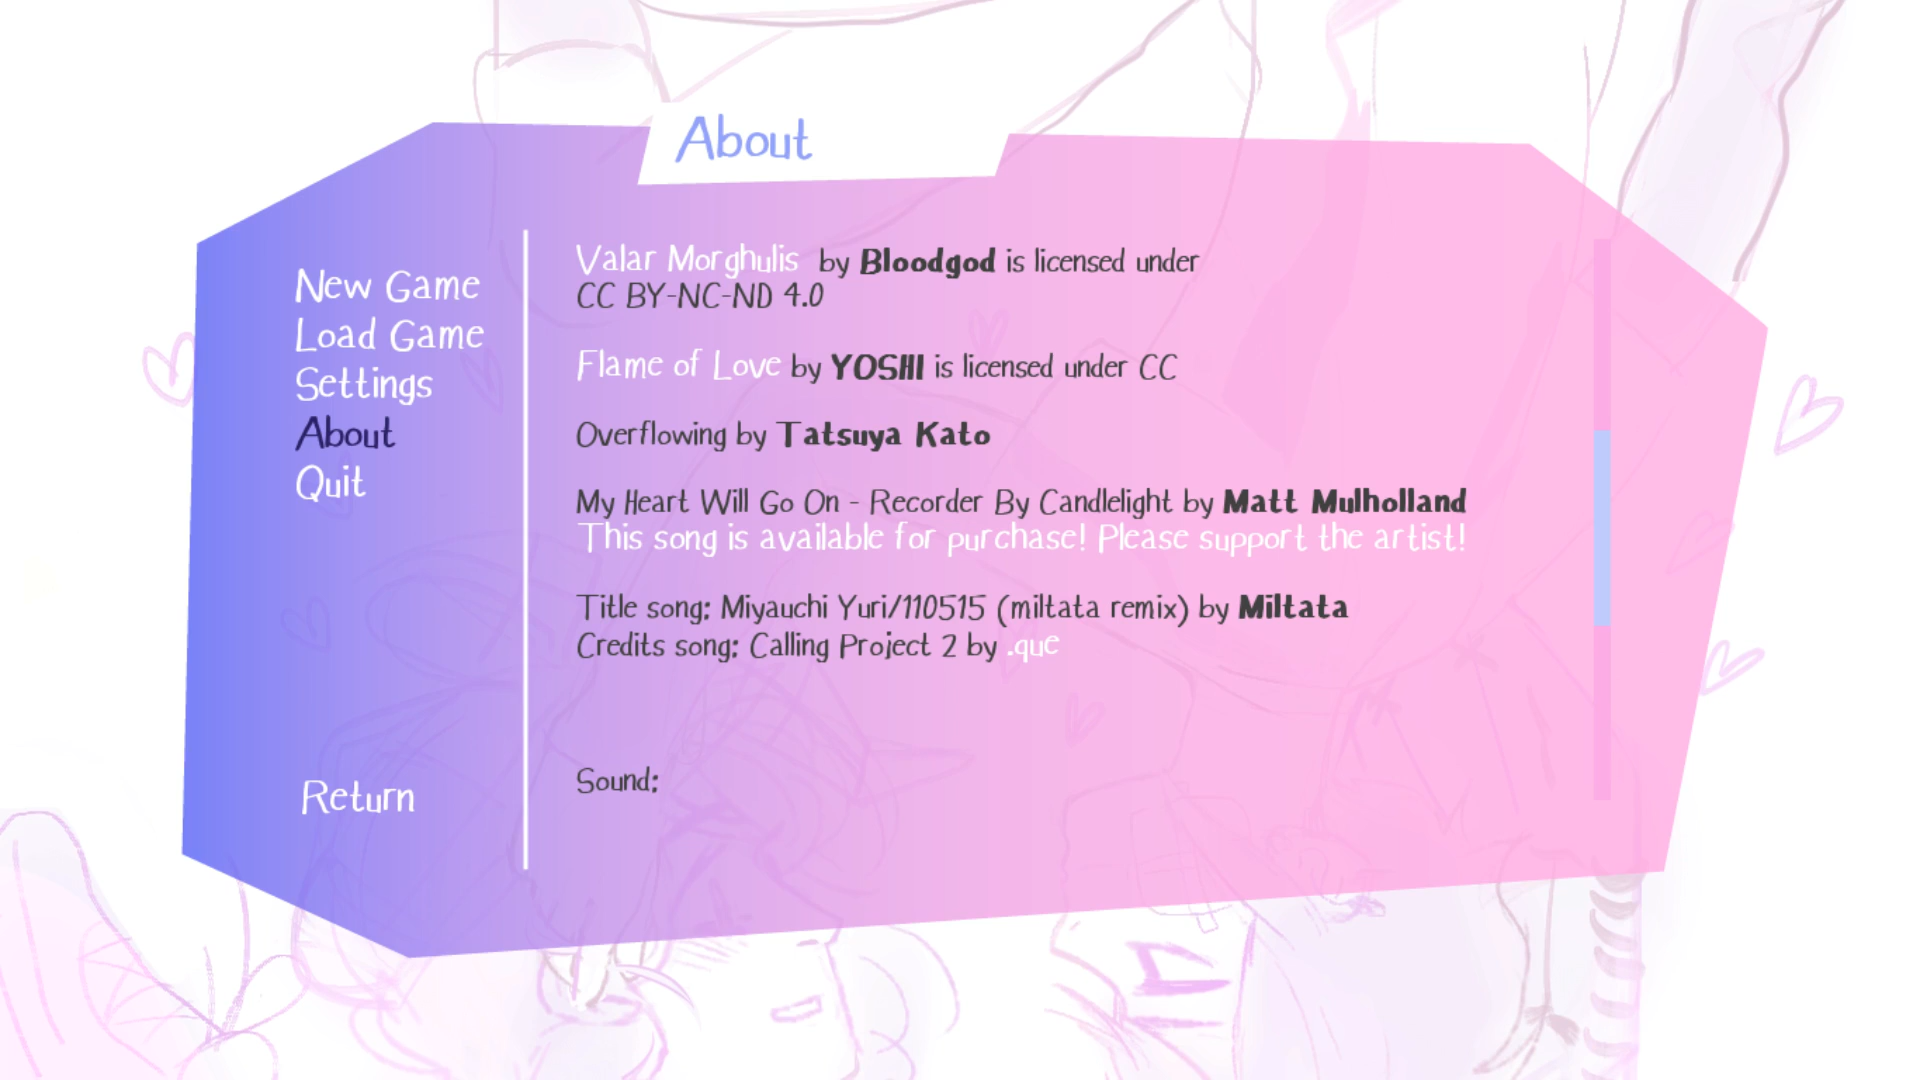 About
New Game
Load Game
Settings
About
Quit
Return
Valar Morghulis by Bloodgod is licensed under
CC BY-NC-ND 4.0
Flame of Love by YOSHI is licensed under CC
Overflowing by Tatsuya Kato
My Heart Will Go On - Recorder By Candlelight by Matt Mulholland
This song is available for purchase! Please support the artist!
Title song: Miyauchi Yuri/110515 (miltata remix) by Miltata
Credits song: Calling Project 2 by .que
Sound: